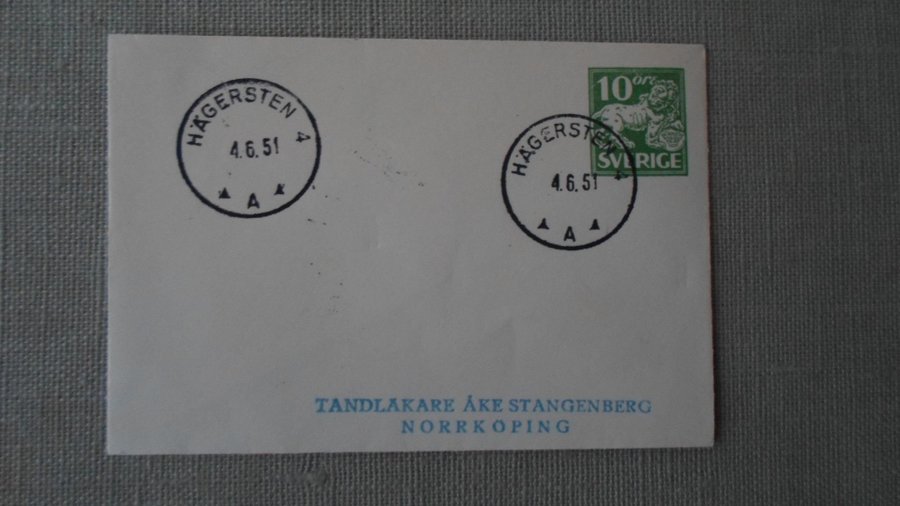 HÄGERSTEN 4
4.6.51
A
10 öre
SVERIGE
HÄGERSTEN 4
4.6.51
A
TANDLÄKARE ÅKE STANGENBERG
NORRKÖPING